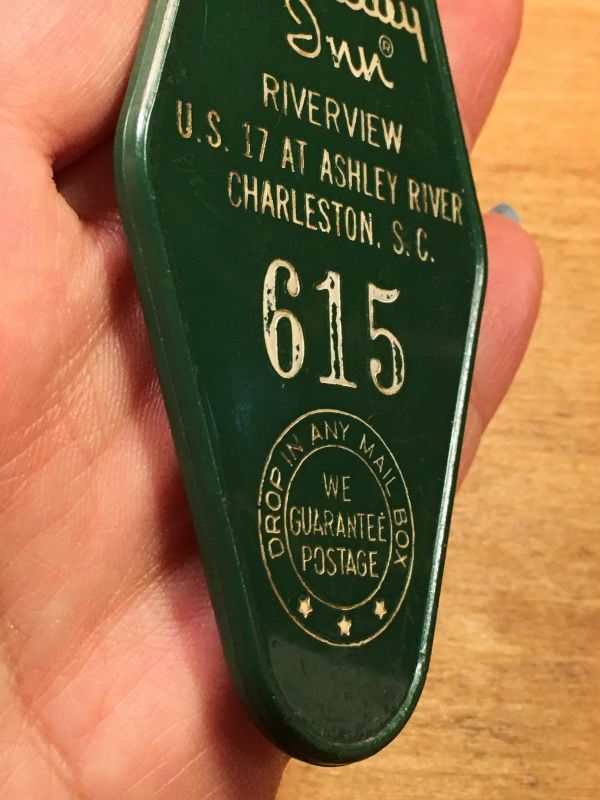 Inn®
RIVERVIEW
U.S. 17 AT ASHLEY RIVER
CHARLESTON, S.C.
615
DROP IN ANY MAIL BOX
WE
GUARANTEE
POSTAGE